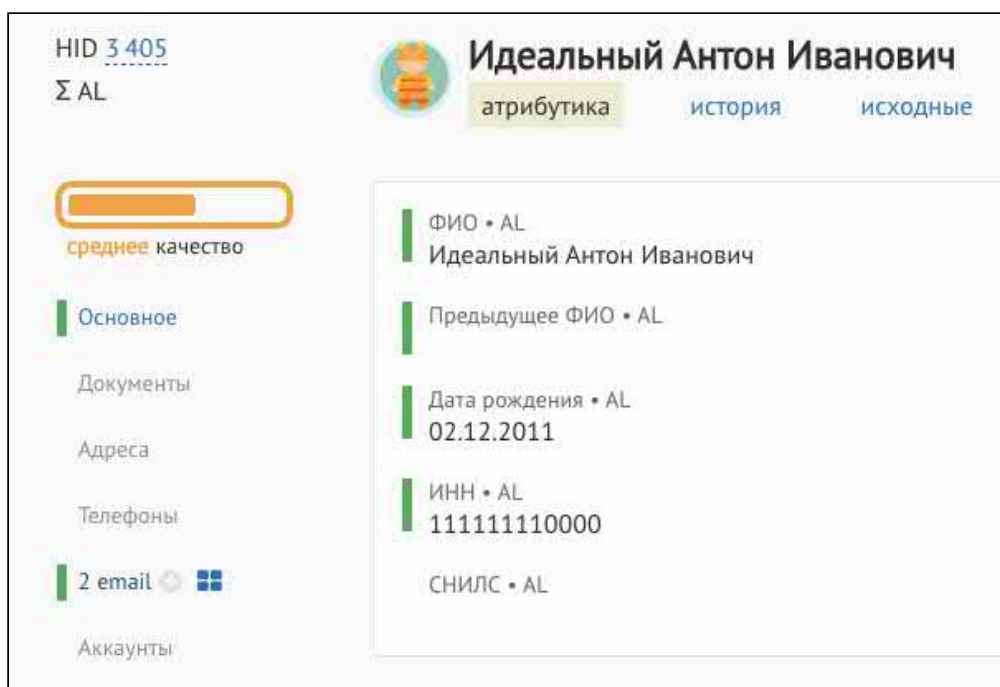 HID 3 405
Σ AL
Идеальный Антон Иванович
атрибутика история исходные
среднее качество
Основное
Документы
Адреса
Телефоны
2 email
Аккаунты
ФИО • AL
Идеальный Антон Иванович
Предыдущее ФИО • AL
Дата рождения • AL
02.12.2011
ИНН • AL
111111110000
СНИЛС • AL